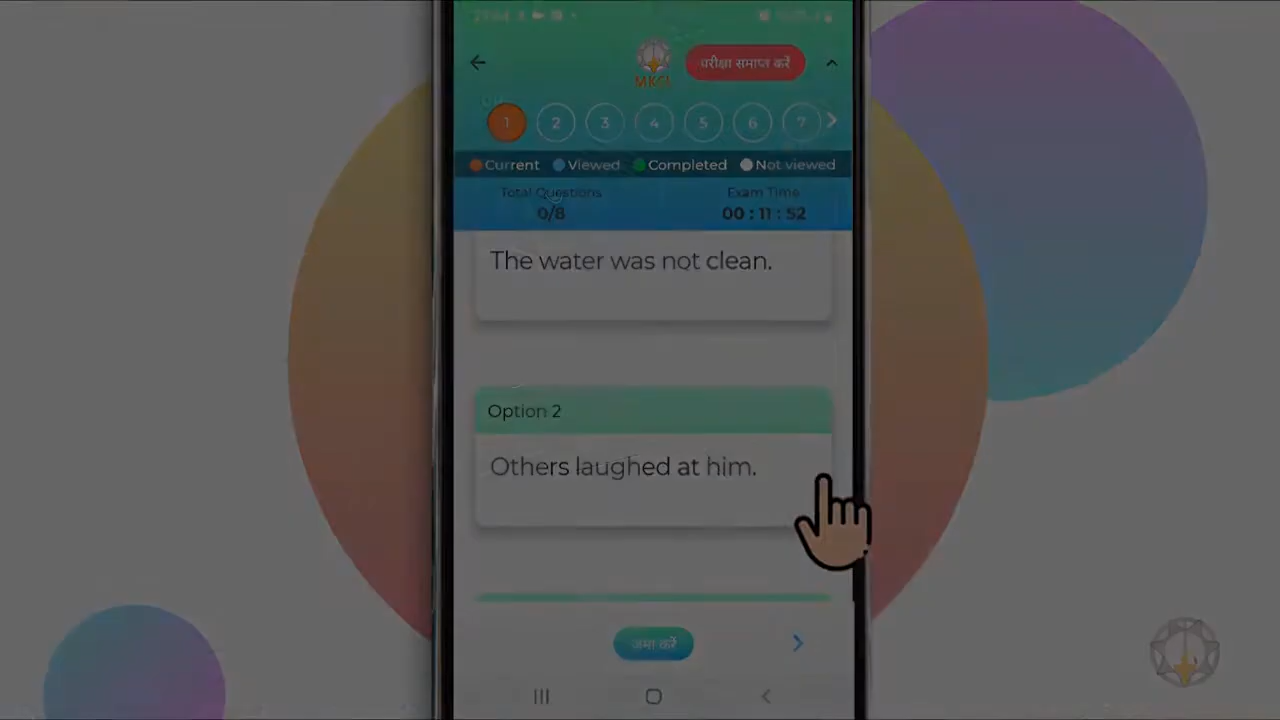 MKCL
परीक्षा समाप्त करें
1 2 3 4 5 6 7
Current Viewed Completed Not viewed
Total Questions Exam Time
0/8 00 : 11 : 52
The water was not clean.
Option 2
Others laughed at him.
जमा करें